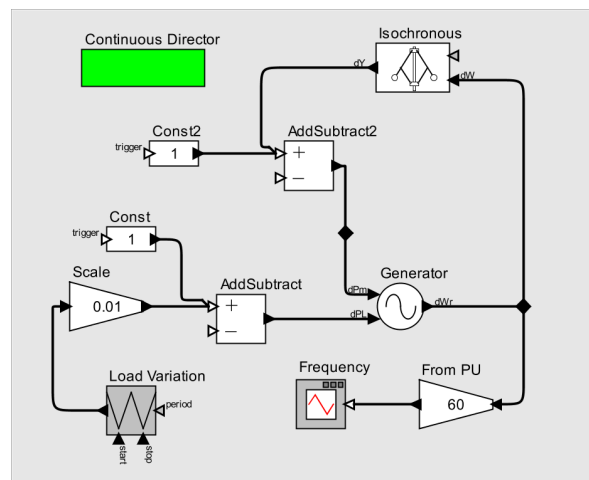 Isochronous
Continuous Director
dY
dW
Const2
AddSubtract2
trigger
1
+
−
Const
trigger
1
Scale
AddSubtract
Generator
0.01
+
−
dPm
dPL
dWr
Load Variation
Frequency
From PU
period
60
start
stop